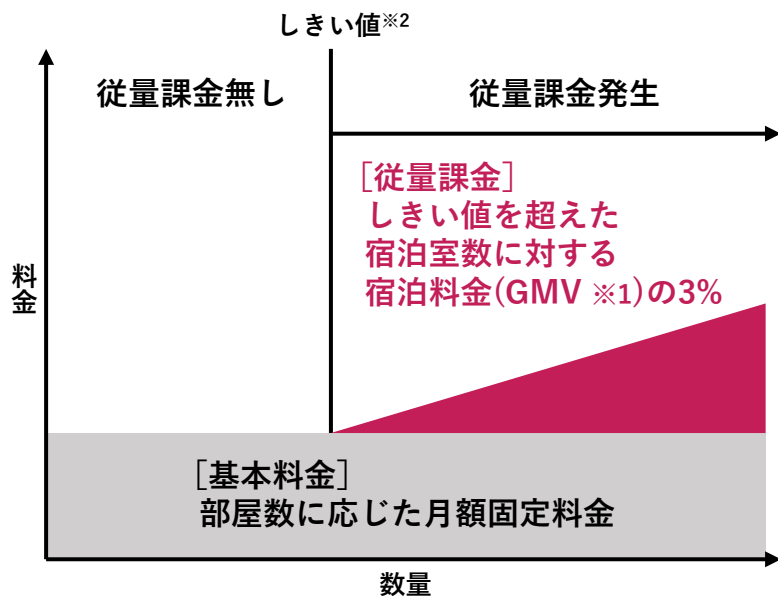 しきい値※2
従量課金無し
従量課金発生
［従量課金］
しきい値を超えた
宿泊室数に対する
宿泊料金(GMV ※1)の3%
料金
［基本料金］
部屋数に応じた月額固定料金
数量